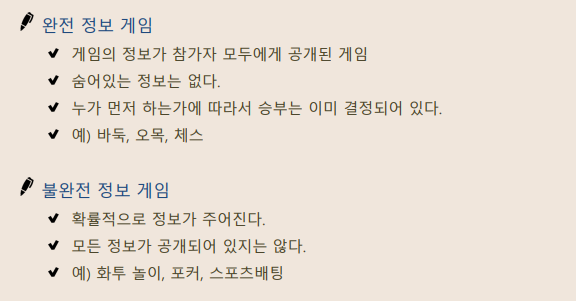 완전 정보 게임
게임의 정보가 참가자 모두에게 공개된 게임
숨어있는 정보는 없다.
누가 먼저 하는가에 따라서 승부는 이미 결정되어 있다.
예) 바둑, 오목, 체스
불완전 정보 게임
확률적으로 정보가 주어진다.
모든 정보가 공개되어 있지는 않다.
예) 화투 놀이, 포커, 스포츠배팅